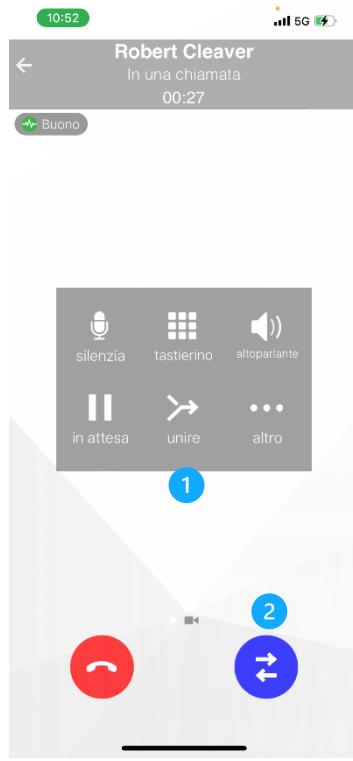 10:52 5G
Robert Cleaver
In una chiamata
00:27
Buono
silenzia tastierino altoparlante
in attesa unire altro
1
2